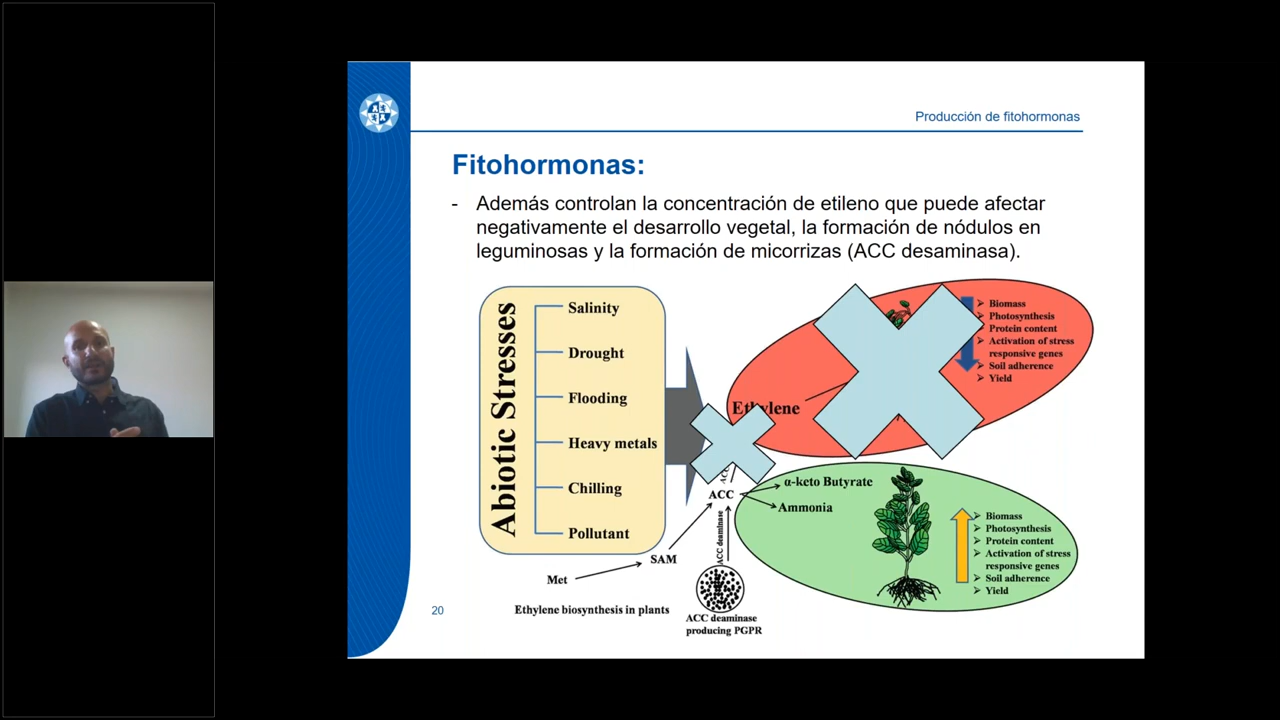 Producción de fitohormonas
Fitohormonas:
- Además controlan la concentración de etileno que puede afectar
negativamente el desarrollo vegetal, la formación de nódulos en
leguminosas y la formación de micorrizas (ACC desaminasa).
Abiotic Stresses
Salinity
Drought
Flooding
Heavy metals
Chilling
Pollutant
Ethylene
Biomass
Photosynthesis
Protein content
Activation of stress
responsive genes
Soil adherence
Yield
ACC
α-keto Butyrate
Ammonia
ACC deaminase
SAM
Met
Biomass
Photosynthesis
Protein content
Activation of stress
responsive genes
Soil adherence
Yield
Ethylene biosynthesis in plants
ACC deaminase
producing PGPR
20